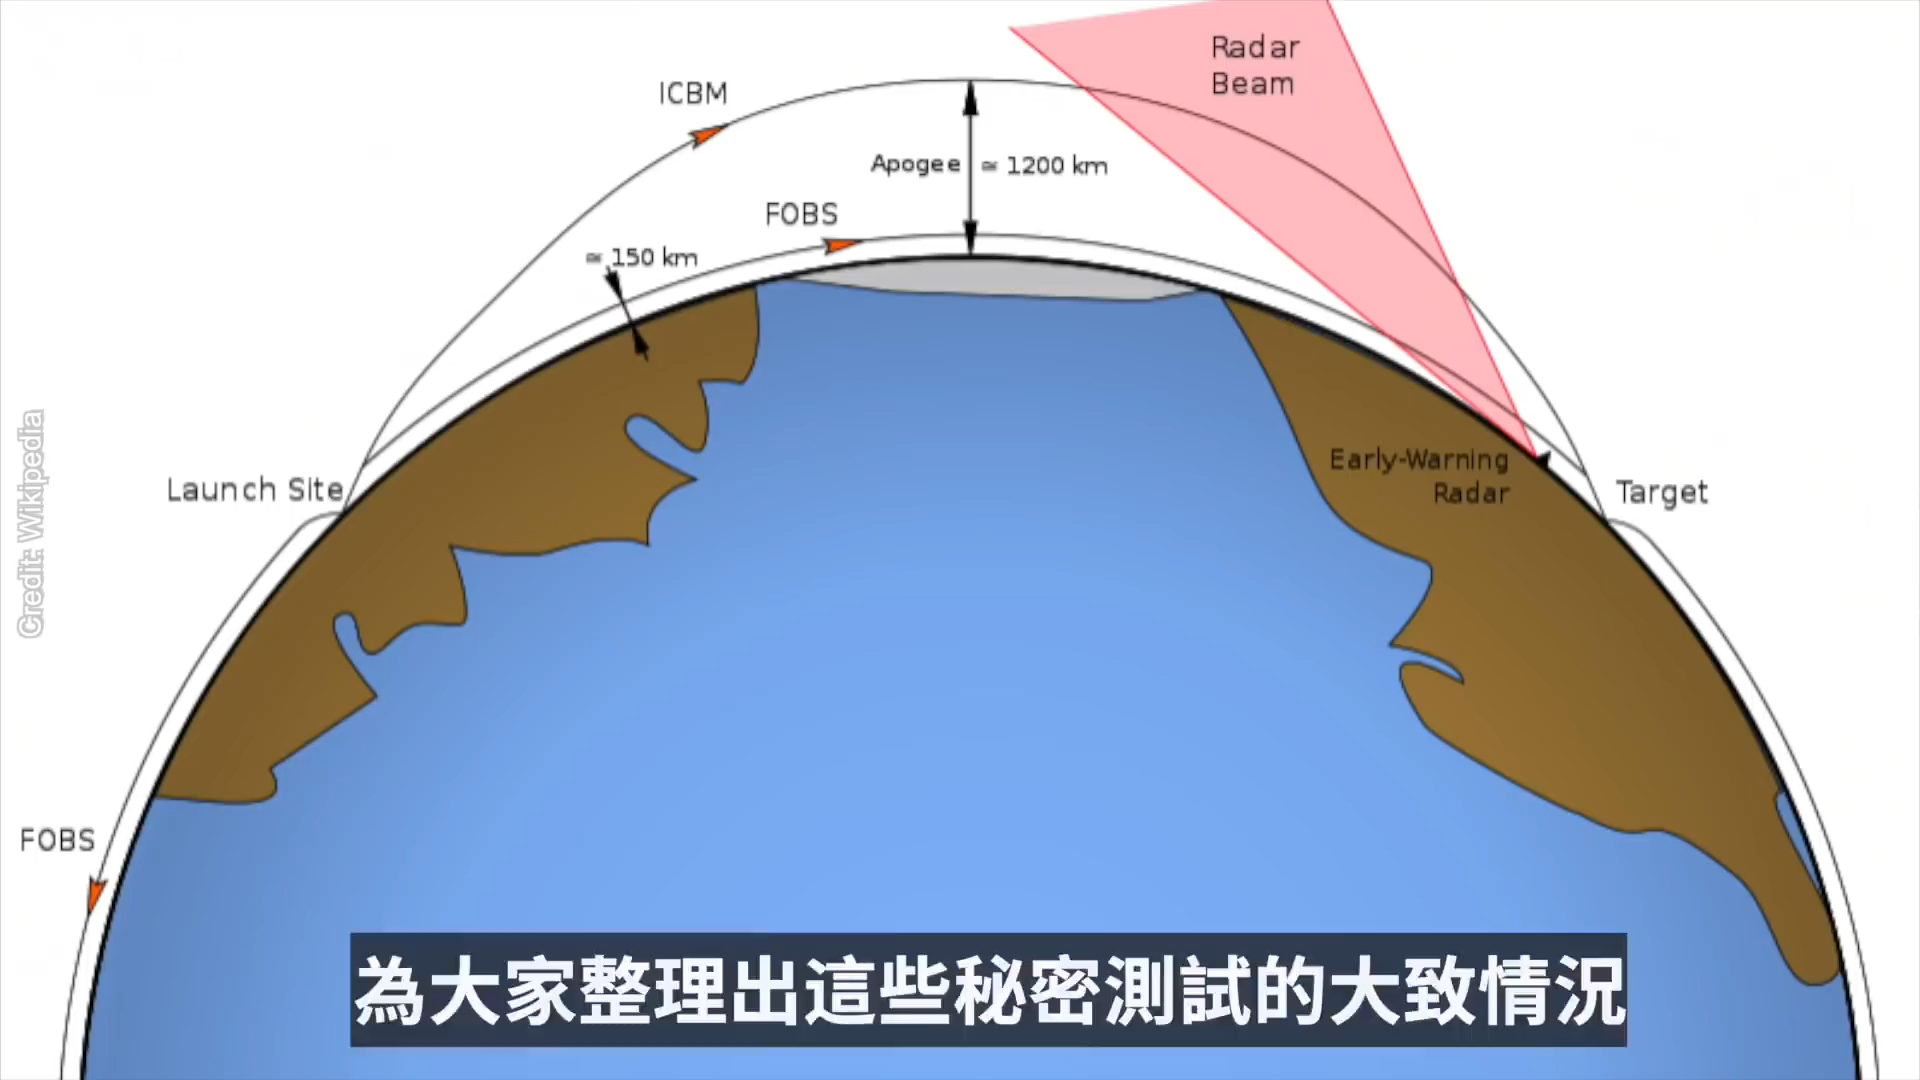 Radar
Beam
ICBM
Apogee ≃ 1200 km
FOBS
≃ 150 km
Early-Warning
Radar
Launch Site
Target
Credit: Wikipedia
FOBS
為大家整理出這些秘密測試的大致情況